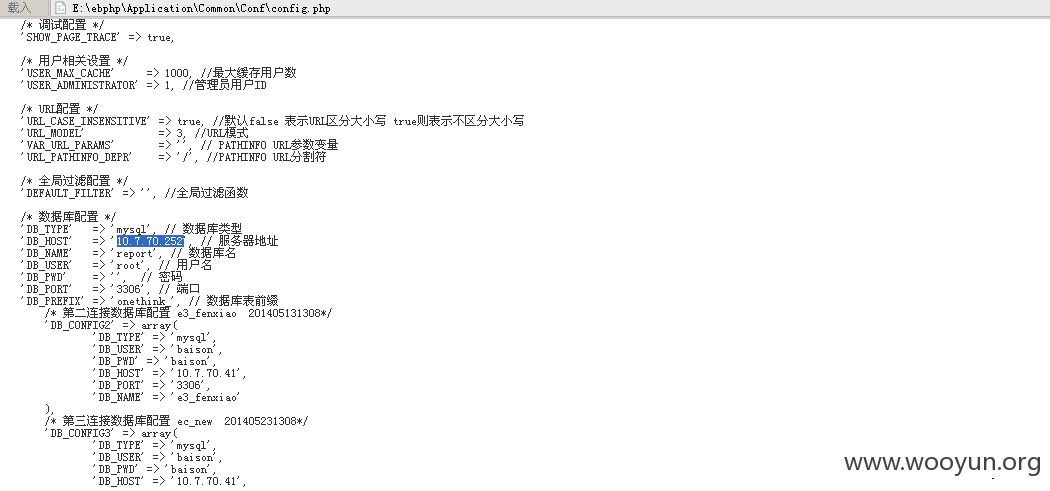 载入 E:\ebphp\Application\Common\Conf\config.php
/* 调试配置 */
'SHOW_PAGE_TRACE' => true,
/* 用户相关设置 */
'USER_MAX_CACHE' => 1000, //最大缓存用户数
'USER_ADMINISTRATOR' => 1, //管理员用户ID
/* URL配置 */
'URL_CASE_INSENSITIVE' => true, //默认false 表示URL区分大小写 true则表示不区分大小写
'URL_MODEL' => 3, //URL模式
'VAR_URL_PARAMS' => '', // PATHINFO URL参数变量
'URL_PATHINFO_DEPR' => '/', //PATHINFO URL分割符
/* 全局过滤配置 */
'DEFAULT_FILTER' => '', //全局过滤函数
/* 数据库配置 */
'DB_TYPE' => 'mysql', // 数据库类型
'DB_HOST' => '10.7.70.252', // 服务器地址
'DB_NAME' => 'report', // 数据库名
'DB_USER' => 'root', // 用户名
'DB_PWD' => '', // 密码
'DB_PORT' => '3306', // 端口
'DB_PREFIX' => 'onethink_', // 数据库表前缀
/* 第二连接数据库配置 e3_fenxiao 201405131308*/
'DB_CONFIG2' => array(
'DB_TYPE' => 'mysql',
'DB_USER' => 'baison',
'DB_PWD' => 'baison',
'DB_HOST' => '10.7.70.41',
'DB_PORT' => '3306',
'DB_NAME' => 'e3_fenxiao'
),
/* 第三连接数据库配置 ec_new 201405231308*/
'DB_CONFIG3' => array(
'DB_TYPE' => 'mysql',
'DB_USER' => 'baison',
'DB_PWD' => 'baison',
'DB_HOST' => '10.7.70.41',
www.wooyun.org